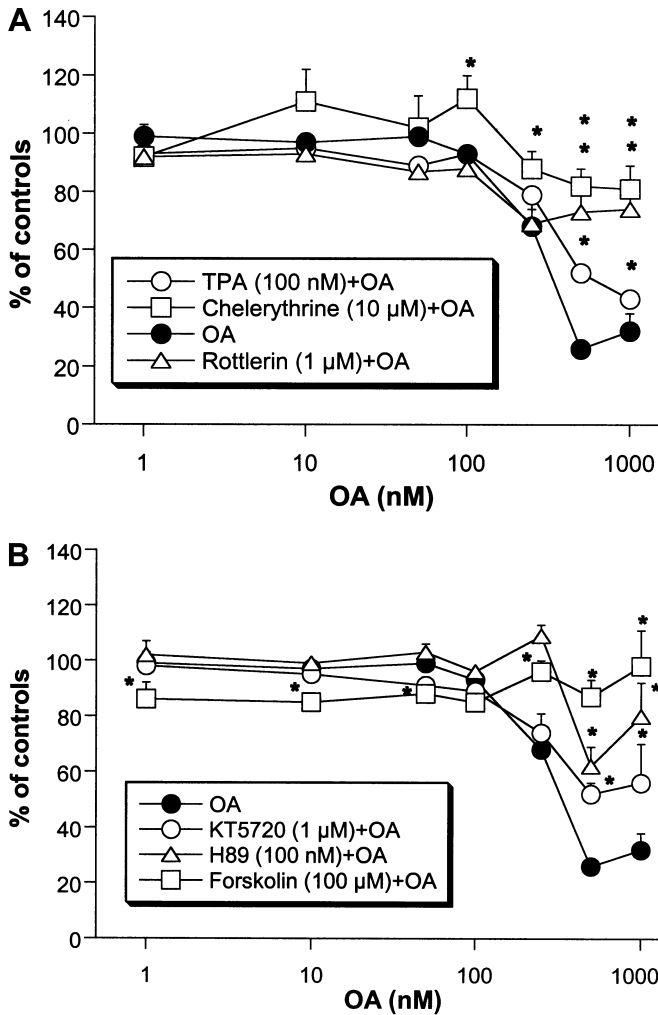 A
140
120
100
80
60
40
20
0
% of controls
* * * * * * * *
TPA (100 nM)+OA
Chelerythrine (10 µM)+OA
OA
Rottlerin (1 µM)+OA
1 10 100 1000
OA (nM)
B
140
120
100
80
60
40
20
0
% of controls
* * * * * * * * * *
OA
KT5720 (1 µM)+OA
H89 (100 nM)+OA
Forskolin (100 µM)+OA
1 10 100 1000
OA (nM)